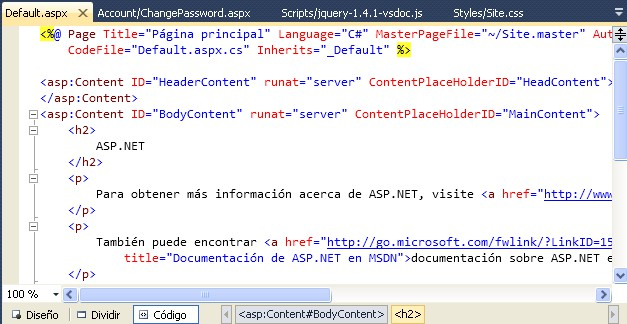 Default.aspx Account/ChangePassword.aspx Scripts/jquery-1.4.1-vsdoc.js Styles/Site.css
<%@ Page Title="Página principal" Language="C#" MasterPageFile="~/Site.master" Aut
CodeFile="Default.aspx.cs" Inherits="_Default" %>
<asp:Content ID="HeaderContent" runat="server" ContentPlaceHolderID="HeadContent">
</asp:Content>
<asp:Content ID="BodyContent" runat="server" ContentPlaceHolderID="MainContent">
<h2>
ASP.NET
</h2>
<p>
Para obtener más información acerca de ASP.NET, visite <a href="http://www
</p>
<p>
También puede encontrar <a href="http://go.microsoft.com/fwlink/?LinkID=15
title="Documentación de ASP.NET en MSDN">documentación sobre ASP.NET e
</p>
100 %
Diseño Dividir Código <asp:Content#BodyContent> <h2>